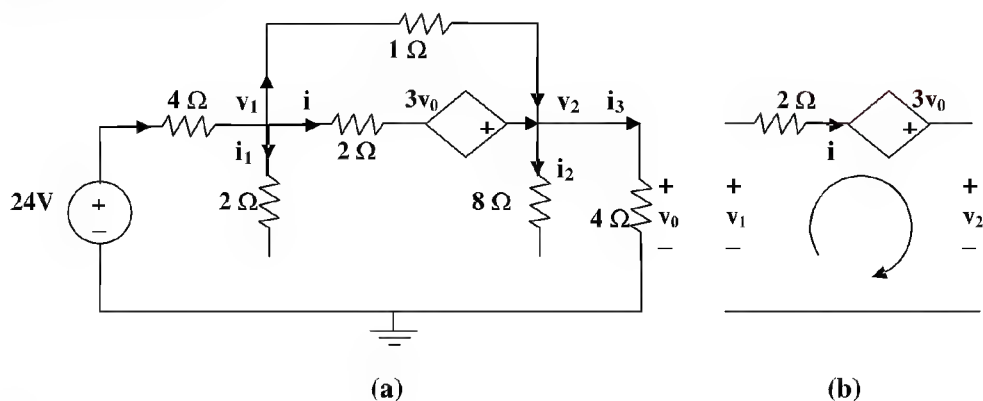 1 Ω
4 Ω v₁ i 3v₀ v₂ i₃
+
2 Ω
i₁ i₂
24V + − 2 Ω 8 Ω 4 Ω + v₀ −
(a)
2 Ω 3v₀
+
i
+ v₁ −
+ v₂ −
(b)